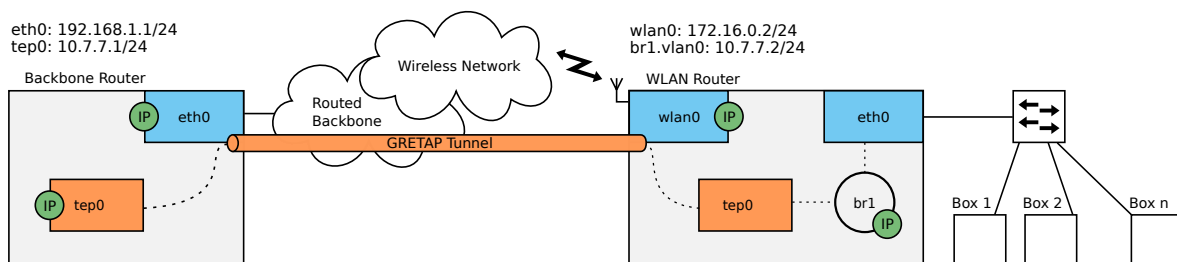 eth0: 192.168.1.1/24
tep0: 10.7.7.1/24
Backbone Router
IP
eth0
IP
tep0
Wireless Network
Routed
Backbone
GRETAP Tunnel
wlan0: 172.16.0.2/24
br1.vlan0: 10.7.7.2/24
WLAN Router
wlan0
IP
eth0
tep0
br1
IP
Box 1
Box 2
Box n